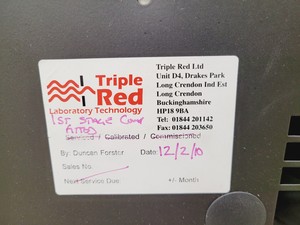 Triple Red
Laboratory Technology
Triple Red Ltd
Unit D4, Drakes Park
Long Crendon Ind Est
Long Crendon
Buckinghamshire
HP18 9BA
Tel: 01844 201142
Fax: 01844 203650
1ST STAGE COMP
FITTED
Serviced / Calibrated / Commissioned
By: Duncan Forster Date: 12/2/10
Sales No.
Next Service Due: +/- Month